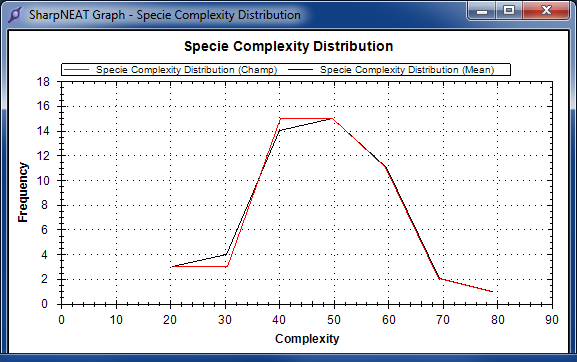 SharpNEAT Graph - Specie Complexity Distribution
Specie Complexity Distribution
Specie Complexity Distribution (Champ) Specie Complexity Distribution (Mean)
18
16
14
12
10
8
6
4
2
0
Frequency
0 10 20 30 40 50 60 70 80 90
Complexity